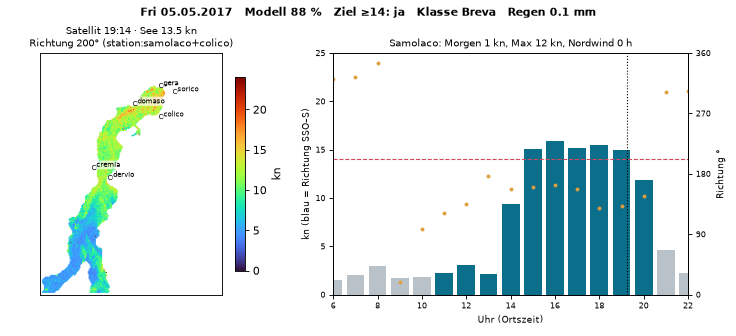 Fri 05.05.2017   Modell 88 %   Ziel ≥14: ja   Klasse Breva   Regen 0.1 mm
Satellit 19:14 · See 13.5 kn
Richtung 200° (station:samolaco+colico)
gera
sorico
domaso
colico
cremia
dervio
20
15
10
5
0
kn
Samolaco: Morgen 1 kn, Max 12 kn, Nordwind 0 h
25
20
15
10
5
0
kn (blau = Richtung SSO-S)
6
8
10
12
14
16
18
20
22
Uhr (Ortszeit)
360
270
180
90
0
Richtung °